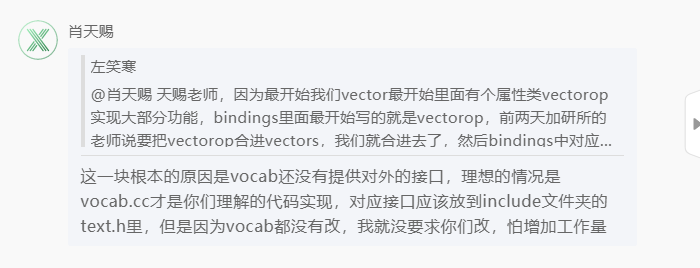 肖天赐
左笑寒
@肖天赐 天赐老师，因为最开始我们vector最开始里面有个属性类vectorop
实现大部分功能，bindings里面最开始写的就是vectorop，前两天加研所的
老师说要把vectorop合进vectors，我们就合进去了，然后bindings中对应...
这一块根本的原因是vocab还没有提供对外的接口，理想的情况是
vocab.cc才是你们理解的代码实现，对应接口应该放到include文件夹的
text.h里，但是因为vocab都没有改，我就没要求你们改，怕增加工作量